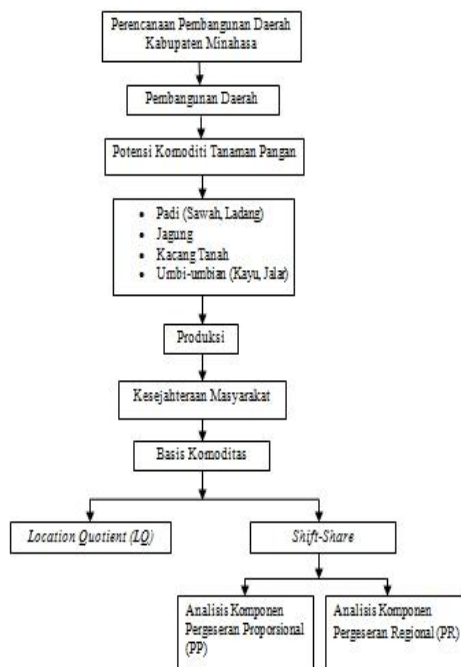 Perencanaan Pembangunan Daerah
Kabupaten Minahasa
Pembangunan Daerah
Potensi Komoditi Tanaman Pangan
• Padi (Sawah, Ladang)
• Jagung
• Kacang Tanah
• Umbi-umbian (Kayu, Jalar)
Produksi
Kesejahteraan Masyarakat
Basis Komoditas
Location Quotient (LQ)
Shift-Share
Analisis Komponen
Pergeseran Proporsional
(PP)
Analisis Komponen
Pergeseran Regional (PR)